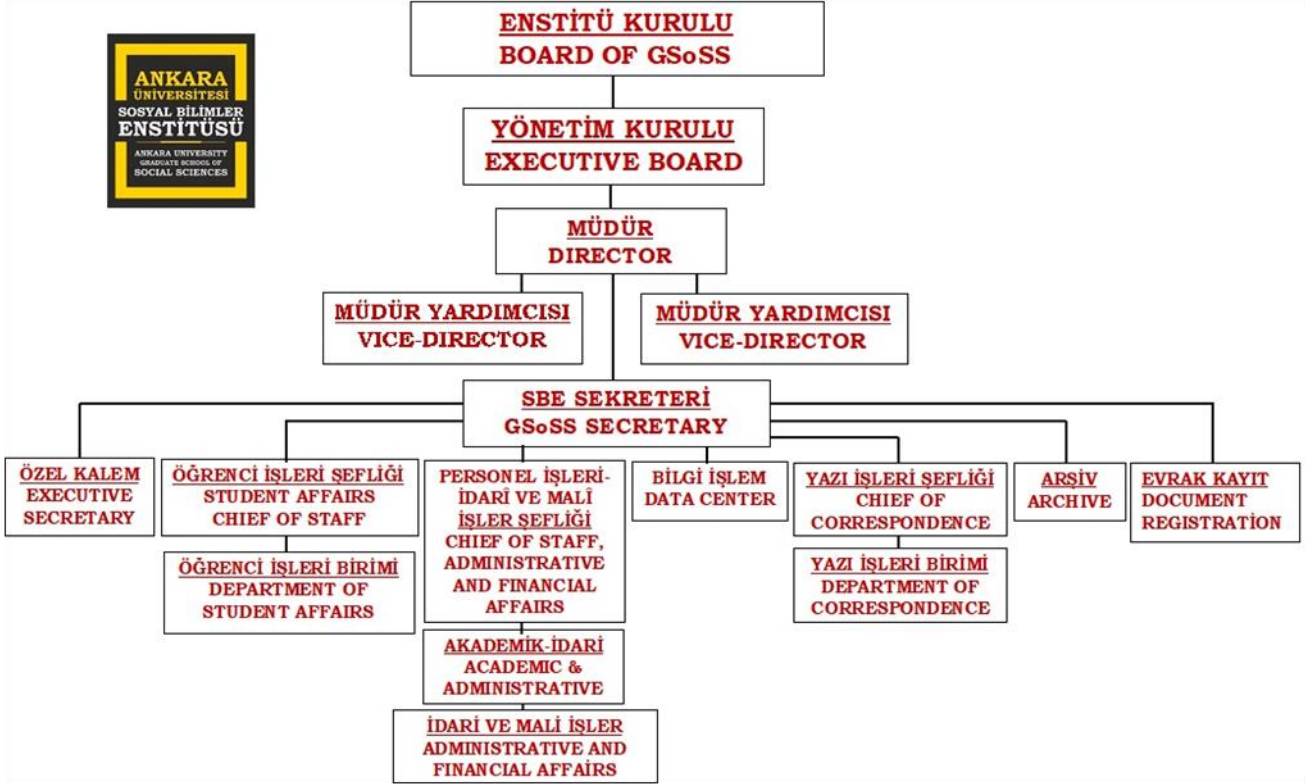 ANKARA
ÜNİVERSİTESİ
SOSYAL BİLİMLER
ENSTİTÜSÜ
ANKARA UNIVERSITY
GRADUATE SCHOOL OF
SOCIAL SCIENCES
ENSTİTÜ KURULU
BOARD OF GSoSS
YÖNETİM KURULU
EXECUTIVE BOARD
MÜDÜR
DIRECTOR
MÜDÜR YARDIMCISI
VICE-DIRECTOR
MÜDÜR YARDIMCISI
VICE-DIRECTOR
SBE SEKRETERİ
GSoSS SECRETARY
ÖZEL KALEM
EXECUTIVE
SECRETARY
ÖĞRENCİ İŞLERİ ŞEFLİĞİ
STUDENT AFFAIRS
CHIEF OF STAFF
PERSONEL İŞLERİ-
İDARÎ VE MALÎ
İŞLER ŞEFLİĞİ
CHIEF OF STAFF,
ADMINISTRATIVE
AND FINANCIAL
AFFAIRS
BİLGİ İŞLEM
DATA CENTER
YAZI İŞLERİ ŞEFLİĞİ
CHIEF OF
CORRESPONDENCE
ARŞİV
ARCHIVE
EVRAK KAYIT
DOCUMENT
REGISTRATION
ÖĞRENCİ İŞLERİ BİRİMİ
DEPARTMENT OF
STUDENT AFFAIRS
YAZI İŞLERİ BİRİMİ
DEPARTMENT OF
CORRESPONDENCE
AKADEMİK-İDARİ
ACADEMIC &
ADMINISTRATIVE
İDARİ VE MALİ İŞLER
ADMINISTRATIVE AND
FINANCIAL AFFAIRS